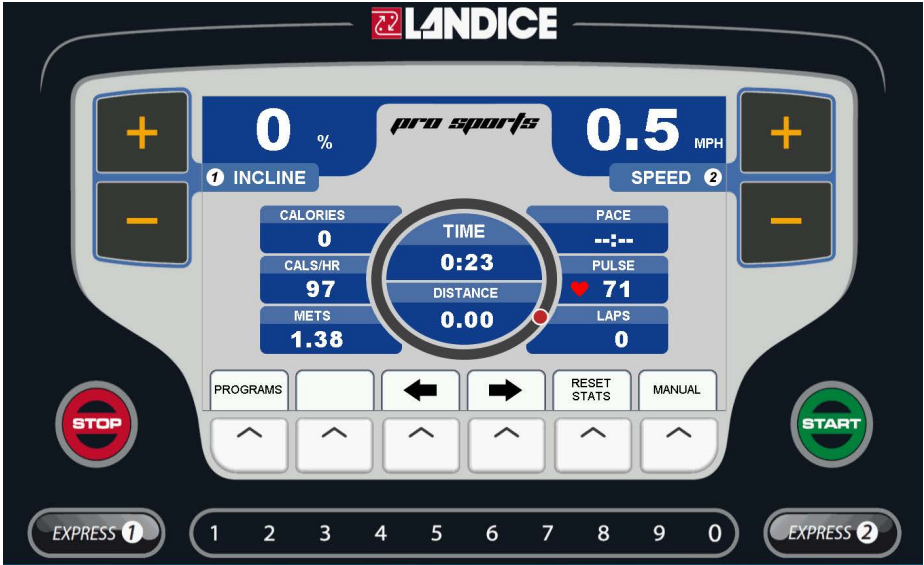 LANDICE
0 % pro sports 0.5 MPH
1 INCLINE SPEED 2
CALORIES
0
CALS/HR
97
METS
1.38
TIME
0:23
DISTANCE
0.00
PACE
--:--
PULSE
71
LAPS
0
PROGRAMS
RESET
STATS
MANUAL
STOP
START
EXPRESS 1
1 2 3 4 5 6 7 8 9 0
EXPRESS 2